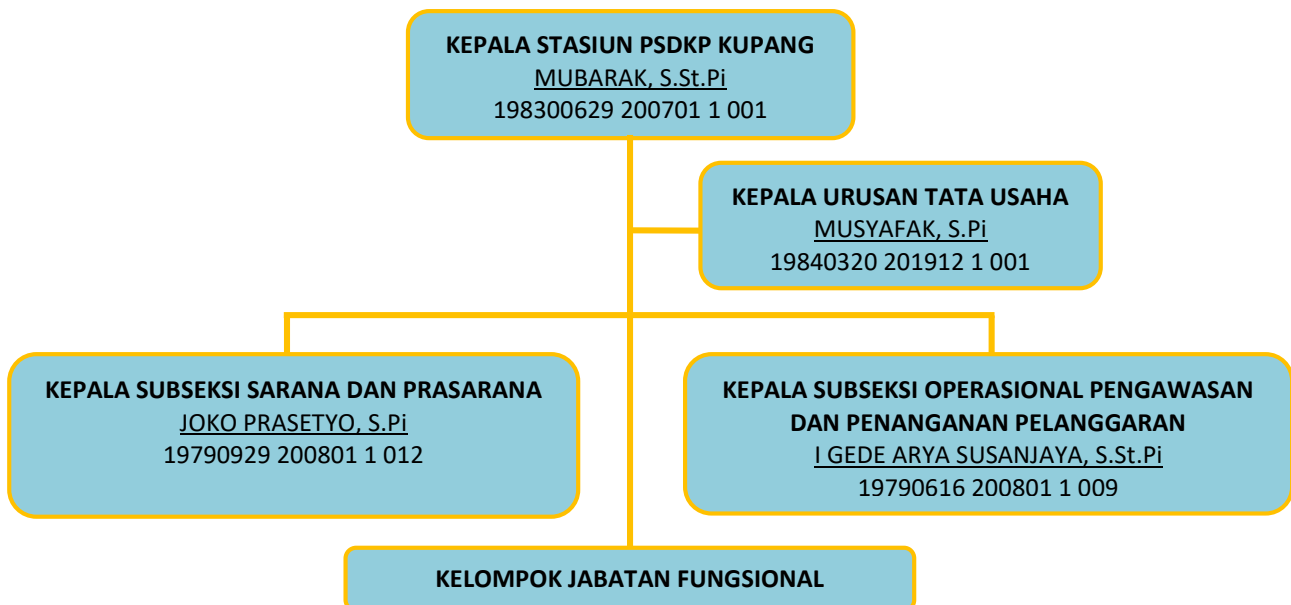 KEPALA STASIUN PSDKP KUPANG
MUBARAK, S.St.Pi
198300629 200701 1 001
KEPALA URUSAN TATA USAHA
MUSYAFAK, S.Pi
19840320 201912 1 001
KEPALA SUBSEKSI SARANA DAN PRASARANA
JOKO PRASETYO, S.Pi
19790929 200801 1 012
KEPALA SUBSEKSI OPERASIONAL PENGAWASAN
DAN PENANGANAN PELANGGARAN
I GEDE ARYA SUSANJAYA, S.St.Pi
19790616 200801 1 009
KELOMPOK JABATAN FUNGSIONAL